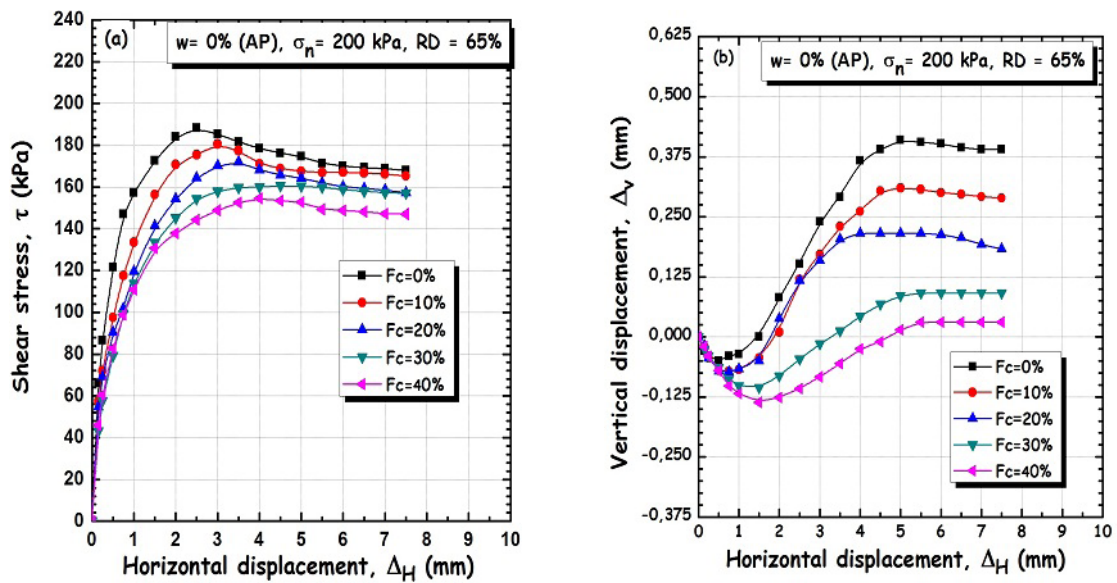 (a)
w= 0% (AP), σn= 200 kPa, RD = 65%
Shear stress, τ (kPa)
240
220
200
180
160
140
120
100
80
60
40
20
0
Fc=0%
Fc=10%
Fc=20%
Fc=30%
Fc=40%
0 1 2 3 4 5 6 7 8 9 10
Horizontal displacement, ΔH (mm)
(b)
w= 0% (AP), σn= 200 kPa, RD = 65%
Vertical displacement, Δv (mm)
0,625
0,500
0,375
0,250
0,125
0,000
-0,125
-0,250
-0,375
Fc=0%
Fc=10%
Fc=20%
Fc=30%
Fc=40%
0 1 2 3 4 5 6 7 8 9 10
Horizontal displacement, ΔH (mm)